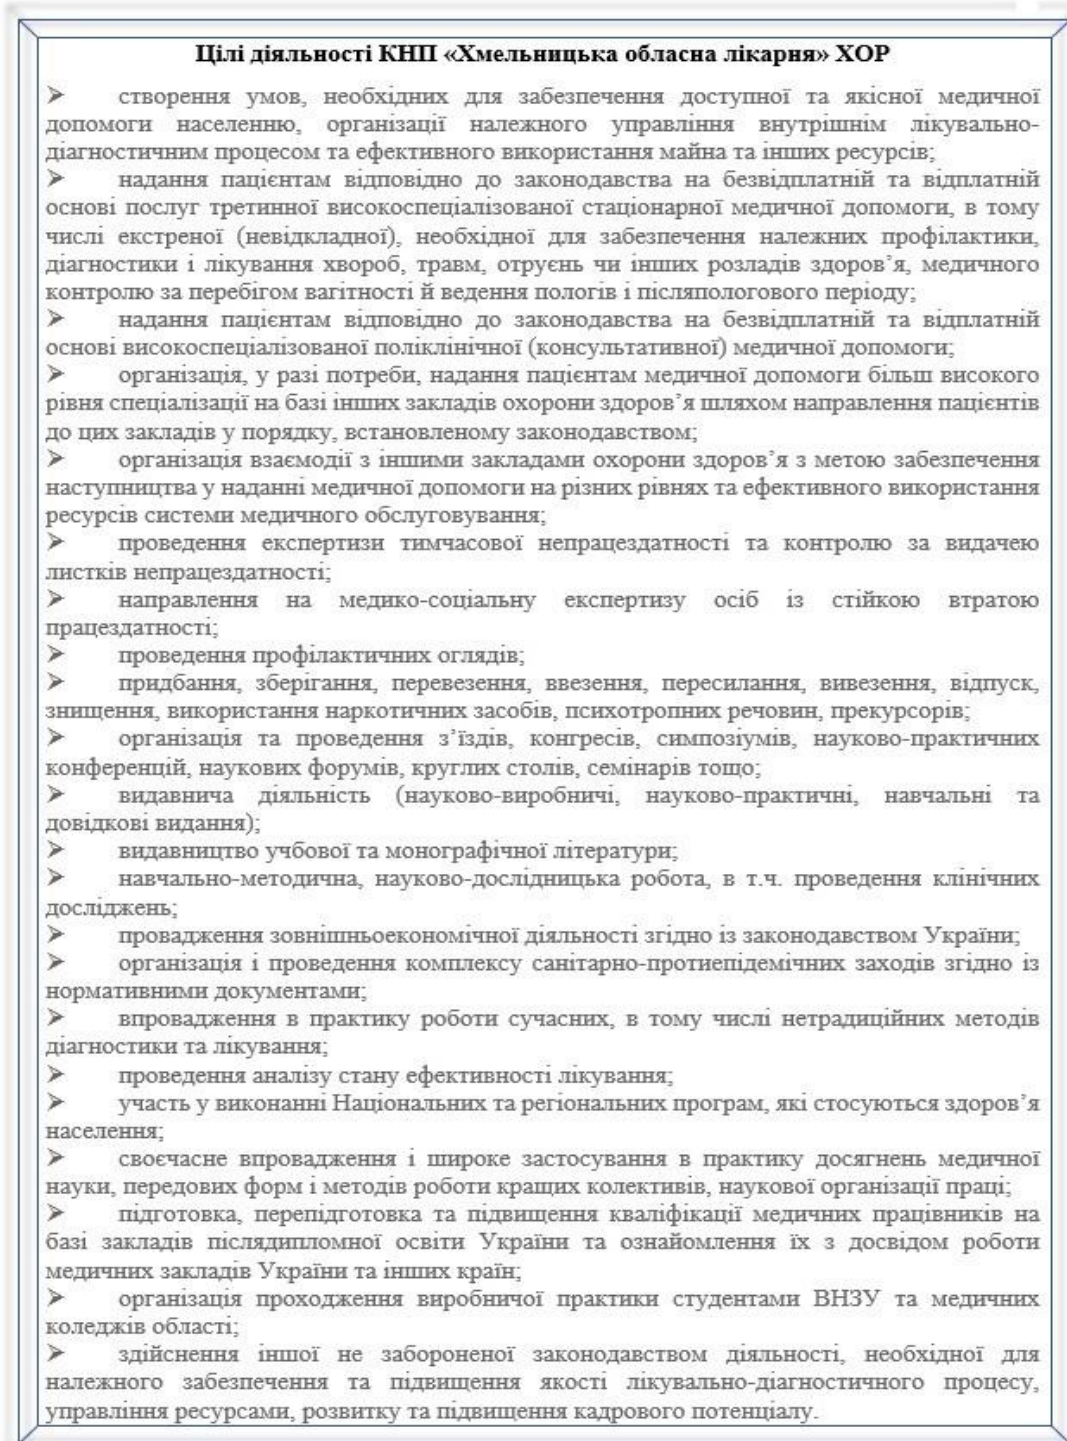 Цілі діяльності КНП «Хмельницька обласна лікарня» ХОР
➢ створення умов, необхідних для забезпечення доступної та якісної медичної
допомоги населенню, організації належного управління внутрішнім лікувально-
діагностичним процесом та ефективного використання майна та інших ресурсів;
➢ надання пацієнтам відповідно до законодавства на безвідплатній та відплатній
основі послуг третинної високоспеціалізованої стаціонарної медичної допомоги, в тому
числі екстреної (невідкладної), необхідної для забезпечення належних профілактики,
діагностики і лікування хвороб, травм, отруєнь чи інших розладів здоров’я, медичного
контролю за перебігом вагітності й ведення пологів і післяпологового періоду;
➢ надання пацієнтам відповідно до законодавства на безвідплатній та відплатній
основі високоспеціалізованої поліклінічної (консультативної) медичної допомоги;
➢ організація, у разі потреби, надання пацієнтам медичної допомоги більш високого
рівня спеціалізації на базі інших закладів охорони здоров’я шляхом направлення пацієнтів
до цих закладів у порядку, встановленому законодавством;
➢ організація взаємодії з іншими закладами охорони здоров’я з метою забезпечення
наступництва у наданні медичної допомоги на різних рівнях та ефективного використання
ресурсів системи медичного обслуговування;
➢ проведення експертизи тимчасової непрацездатності та контролю за видачею
листків непрацездатності;
➢ направлення на медико-соціальну експертизу осіб із стійкою втратою
працездатності;
➢ проведення профілактичних оглядів;
➢ придбання, зберігання, перевезення, ввезення, пересилання, вивезення, відпуск,
знищення, використання наркотичних засобів, психотропних речовин, прекурсорів;
➢ організація та проведення з’їздів, конгресів, симпозіумів, науково-практичних
конференцій, наукових форумів, круглих столів, семінарів тощо;
➢ видавнича діяльність (науково-виробничі, науково-практичні, навчальні та
довідкові видання);
➢ видавництво учбової та монографічної літератури;
➢ навчально-методична, науково-дослідницька робота, в т.ч. проведення клінічних
досліджень;
➢ провадження зовнішньоекономічної діяльності згідно із законодавством України;
➢ організація і проведення комплексу санітарно-протиепідемічних заходів згідно із
нормативними документами;
➢ впровадження в практику роботи сучасних, в тому числі нетрадиційних методів
діагностики та лікування;
➢ проведення аналізу стану ефективності лікування;
➢ участь у виконанні Національних та регіональних програм, які стосуються здоров’я
населення;
➢ своєчасне впровадження і широке застосування в практику досягнень медичної
науки, передових форм і методів роботи кращих колективів, наукової організації праці;
➢ підготовка, перепідготовка та підвищення кваліфікації медичних працівників на
базі закладів післядипломної освіти України та ознайомлення їх з досвідом роботи
медичних закладів України та інших країн;
➢ організація проходження виробничої практики студентами ВНЗУ та медичних
коледжів області;
➢ здійснення іншої не забороненої законодавством діяльності, необхідної для
належного забезпечення та підвищення якості лікувально-діагностичного процесу,
управління ресурсами, розвитку та підвищення кадрового потенціалу.